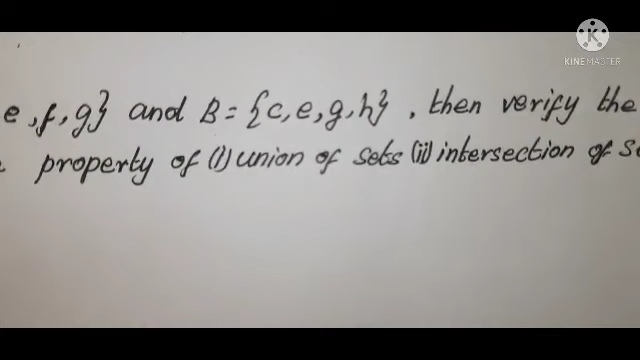 KINEMASTER
e, f, g} and B = {c, e, g, h}, then verify the
property of (i) union of sets (ii) intersection of